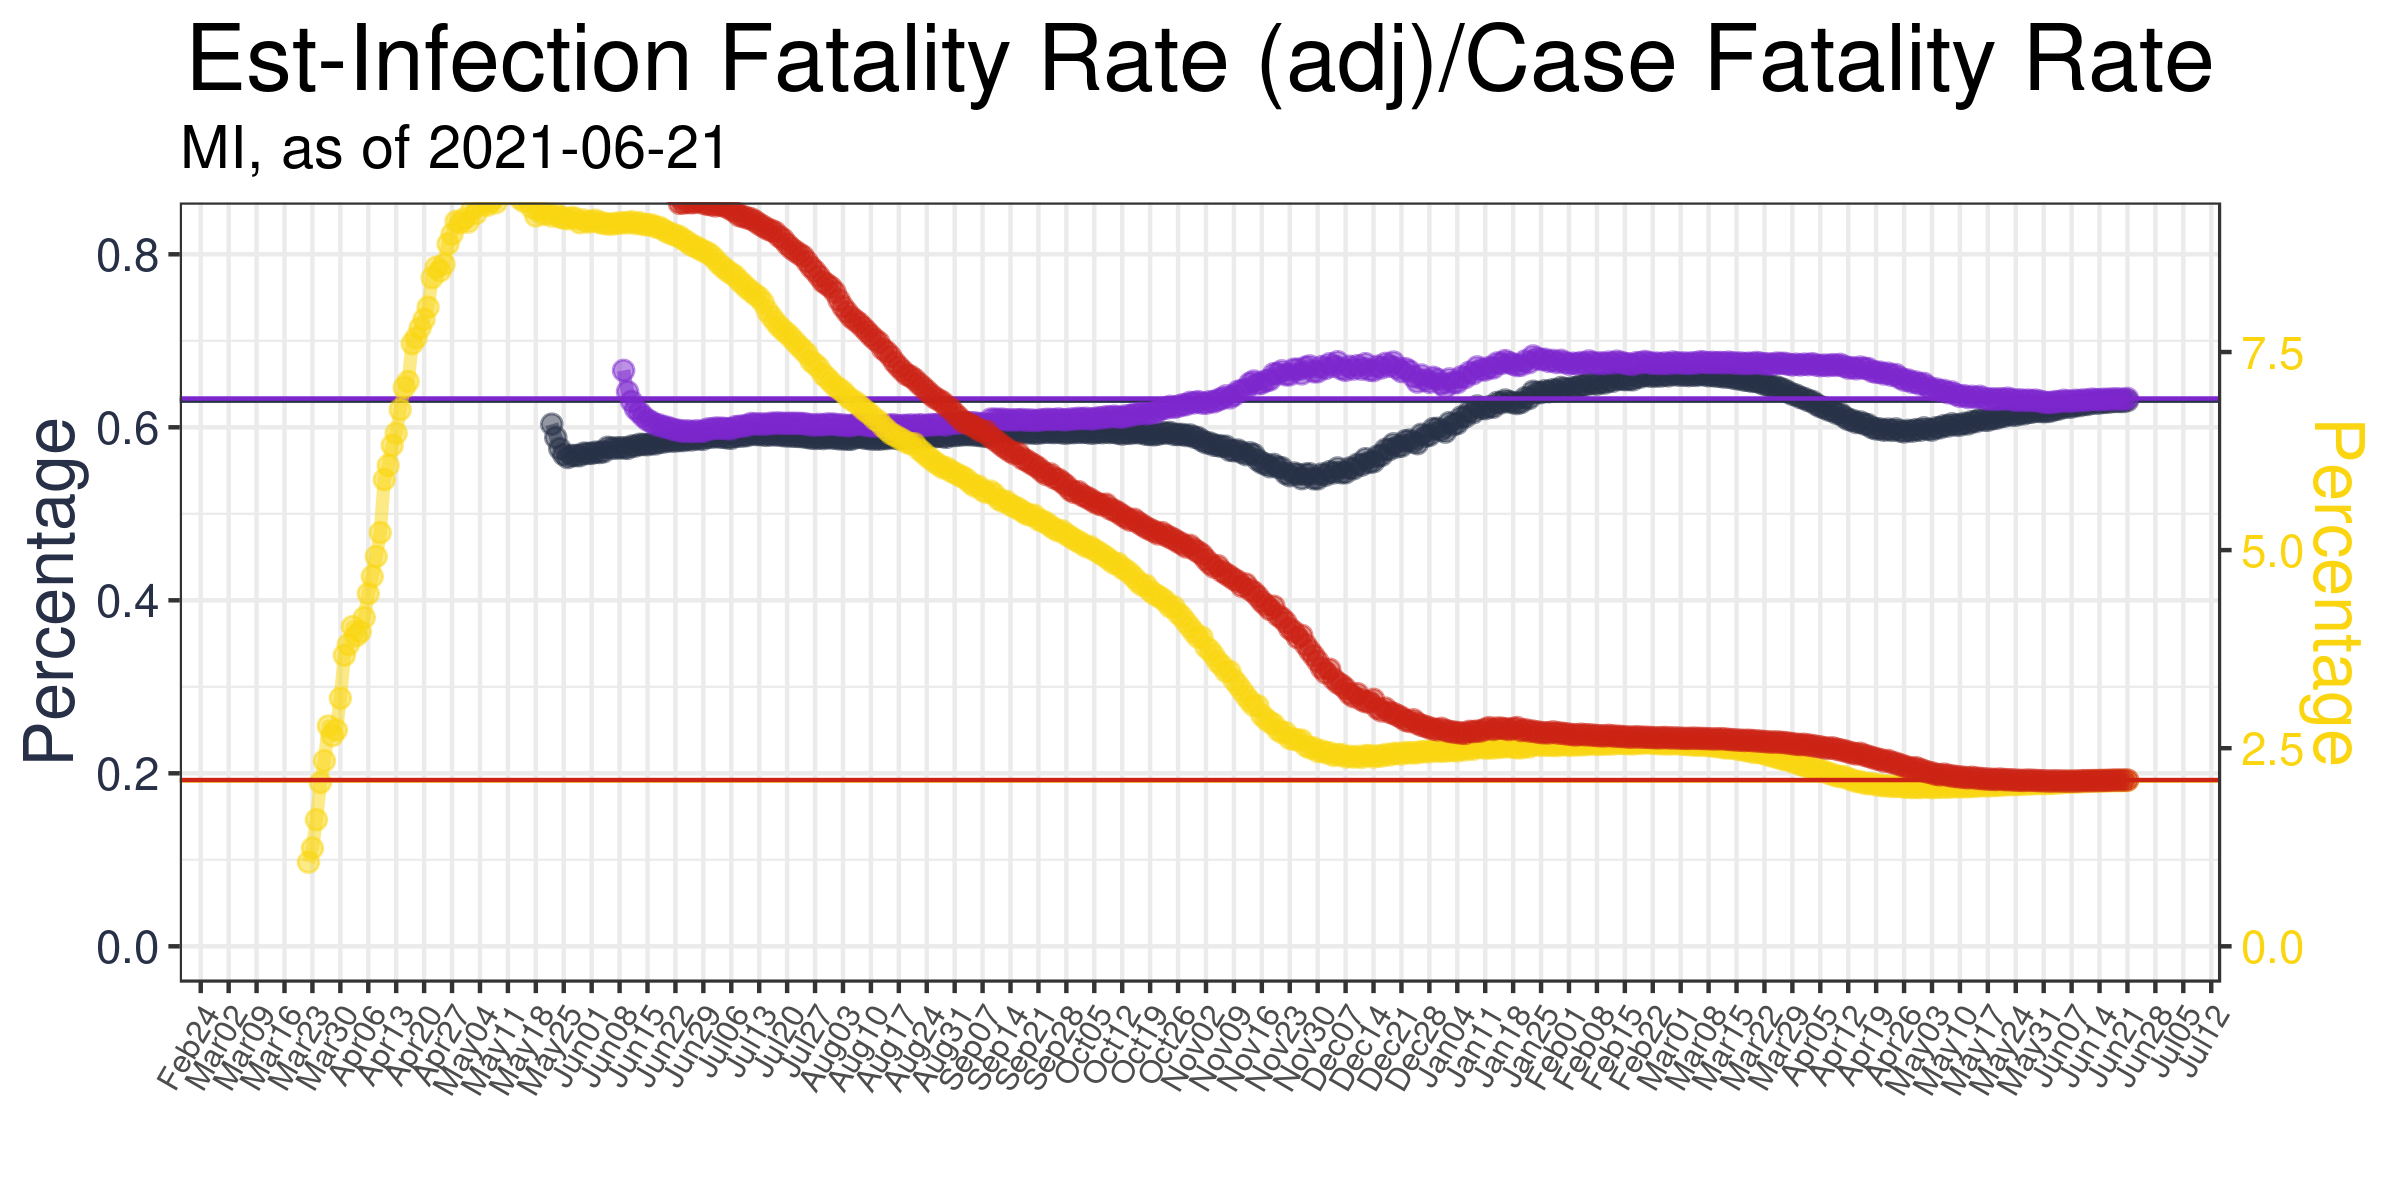 Est-Infection Fatality Rate (adj)/Case Fatality Rate
MI, as of 2021-06-21
Percentage
0.8
0.6
0.4
0.2
0.0
7.5
5.0
2.5
0.0
Percentage
Feb24
Mar02
Mar09
Mar16
Mar23
Mar30
Apr06
Apr13
Apr20
Apr27
May04
May11
May18
May25
Jun01
Jun08
Jun15
Jun22
Jun29
Jul06
Jul13
Jul20
Jul27
Aug03
Aug10
Aug17
Aug24
Aug31
Sep07
Sep14
Sep21
Sep28
Oct05
Oct12
Oct19
Oct26
Nov02
Nov09
Nov16
Nov23
Nov30
Dec07
Dec14
Dec21
Dec28
Jan04
Jan11
Jan18
Jan25
Feb01
Feb08
Feb15
Feb22
Mar01
Mar08
Mar15
Mar22
Mar29
Apr05
Apr12
Apr19
Apr26
May03
May10
May17
May24
May31
Jun07
Jun14
Jun21
Jun28
Jul05
Jul12